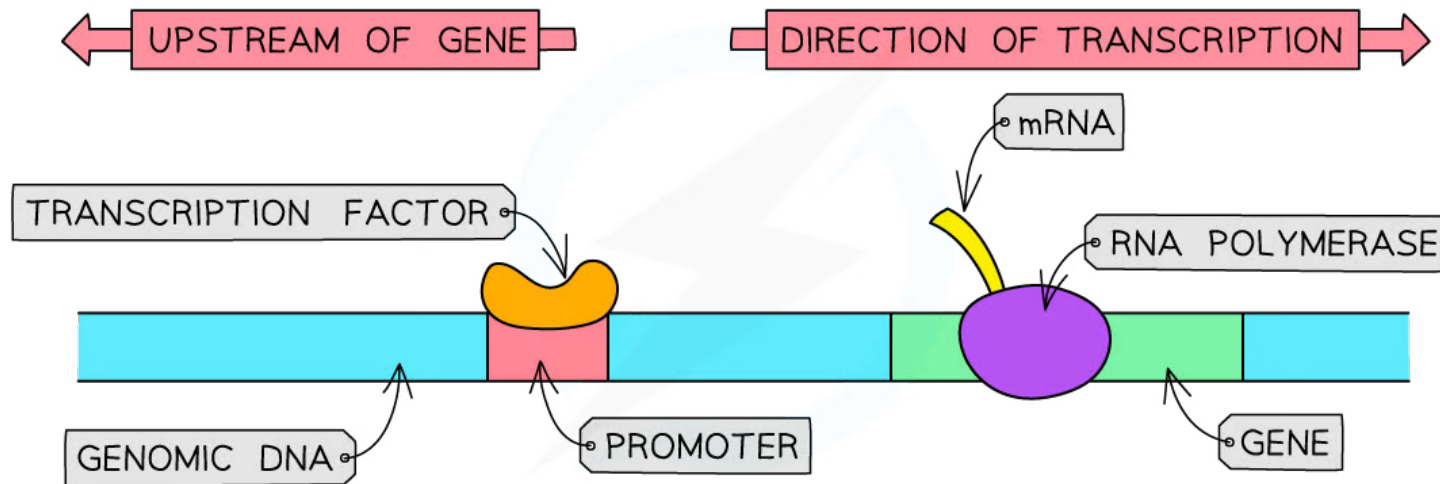 UPSTREAM OF GENE
DIRECTION OF TRANSCRIPTION
mRNA
TRANSCRIPTION FACTOR
RNA POLYMERASE
GENOMIC DNA
PROMOTER
GENE